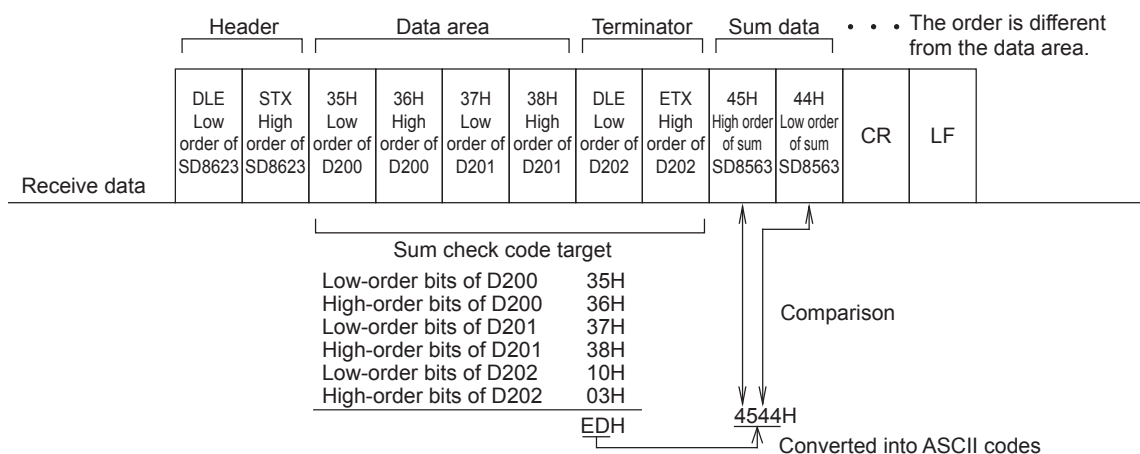 Header Data area Terminator Sum data • • • The order is different
from the data area.
DLE Low order of SD8623
STX High order of SD8623
35H Low order of D200
36H High order of D200
37H Low order of D201
38H High order of D201
DLE Low order of D202
ETX High order of D202
45H High order of sum SD8563
44H Low order of sum SD8563
CR
LF
Receive data
Sum check code target
Low-order bits of D200 35H
High-order bits of D200 36H
Low-order bits of D201 37H
High-order bits of D201 38H
Low-order bits of D202 10H
High-order bits of D202 03H
EDH
Comparison
4544H
Converted into ASCII codes